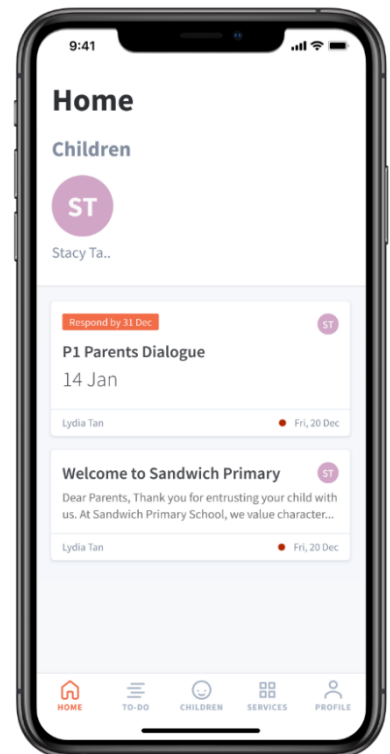 9:41
Home
Children
ST
Stacy Ta..
Respond by 31 Dec
ST
P1 Parents Dialogue
14 Jan
Lydia Tan Fri, 20 Dec
Welcome to Sandwich Primary
ST
Dear Parents, Thank you for entrusting your child with
us. At Sandwich Primary School, we value character...
Lydia Tan Fri, 20 Dec
HOME TO-DO CHILDREN SERVICES PROFILE